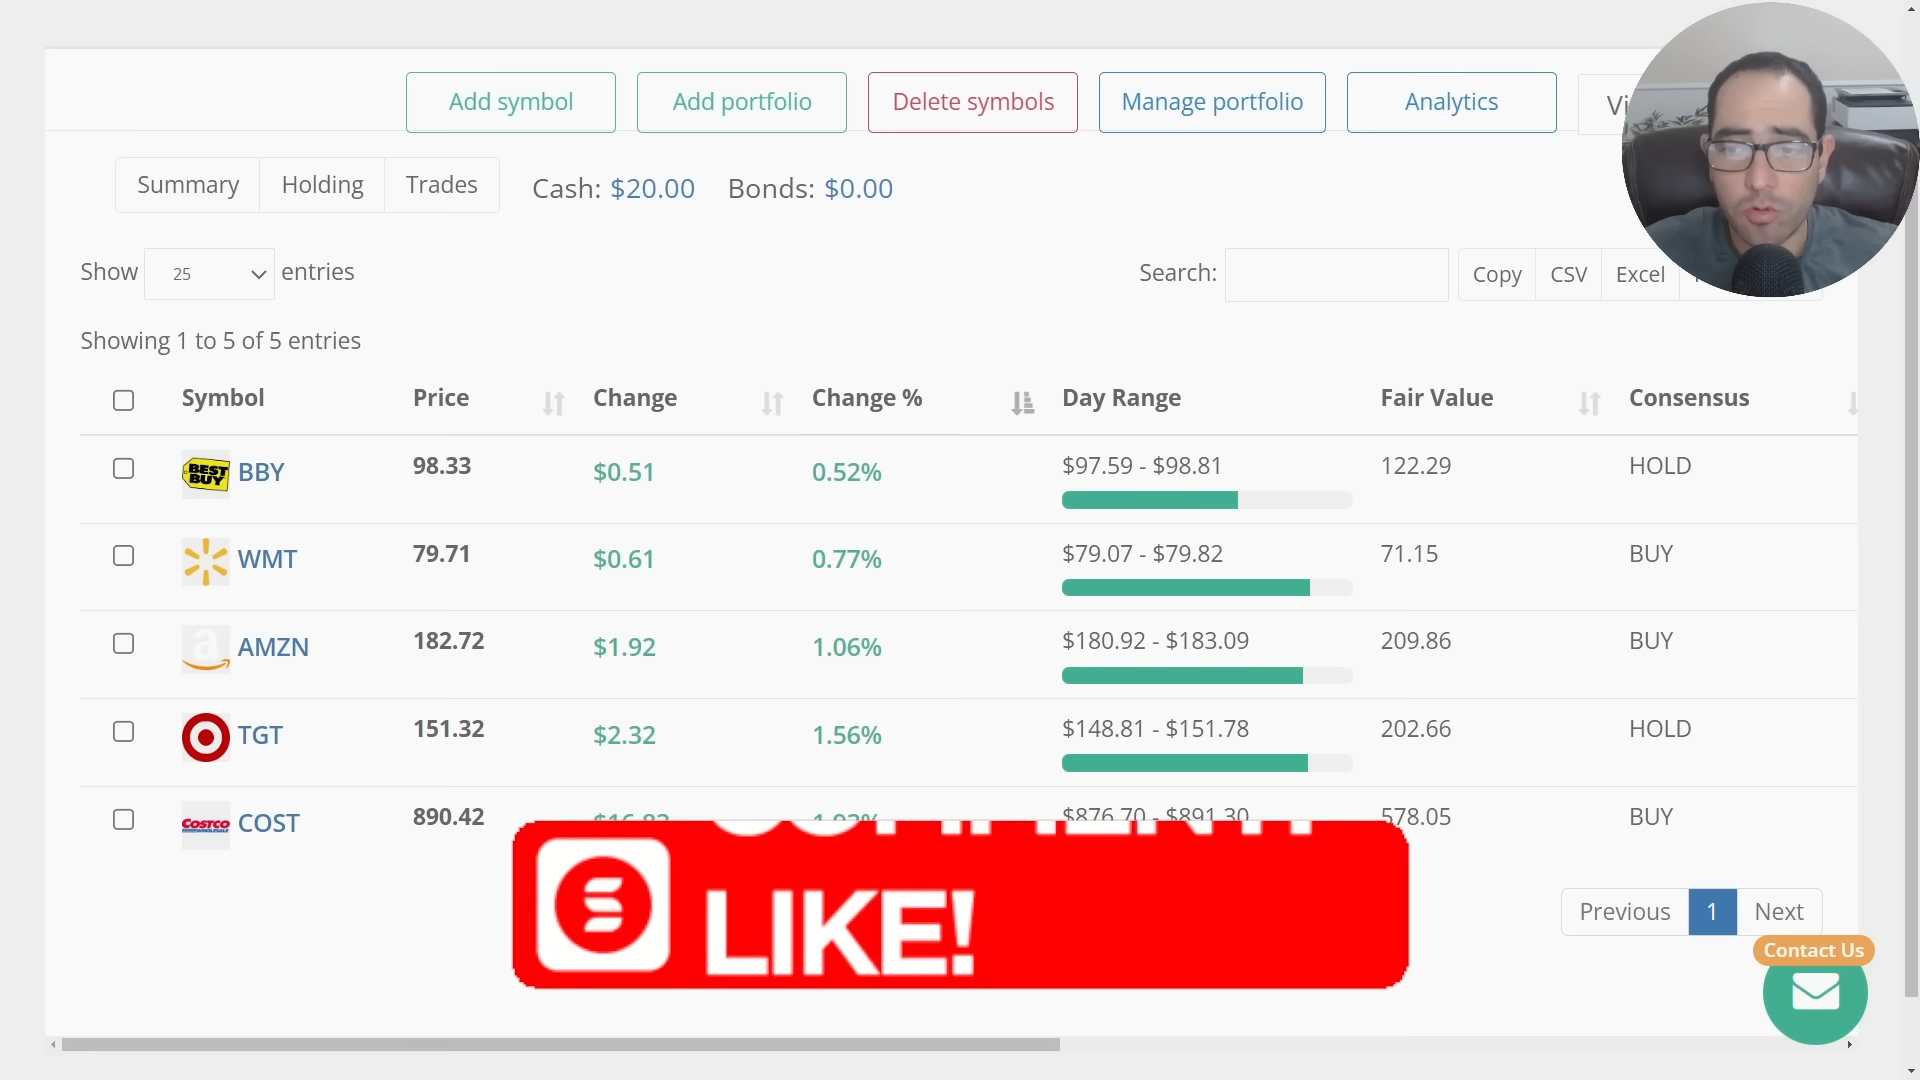 Add symbol Add portfolio Delete symbols Manage portfolio Analytics
Summary Holding Trades Cash: $20.00 Bonds: $0.00
Show 25 entries Search: Copy CSV Excel
Showing 1 to 5 of 5 entries
Symbol Price Change Change % Day Range Fair Value Consensus
BEST BUY BBY 98.33 $0.51 0.52% $97.59 - $98.81 122.29 HOLD
WMT 79.71 $0.61 0.77% $79.07 - $79.82 71.15 BUY
AMZN 182.72 $1.92 1.06% $180.92 - $183.09 209.86 BUY
TGT 151.32 $2.32 1.56% $148.81 - $151.78 202.66 HOLD
COSTCO WHOLESALE COST 890.42 $876.70 - $891.30 578.05 BUY
LIKE!
Previous 1 Next
Contact Us